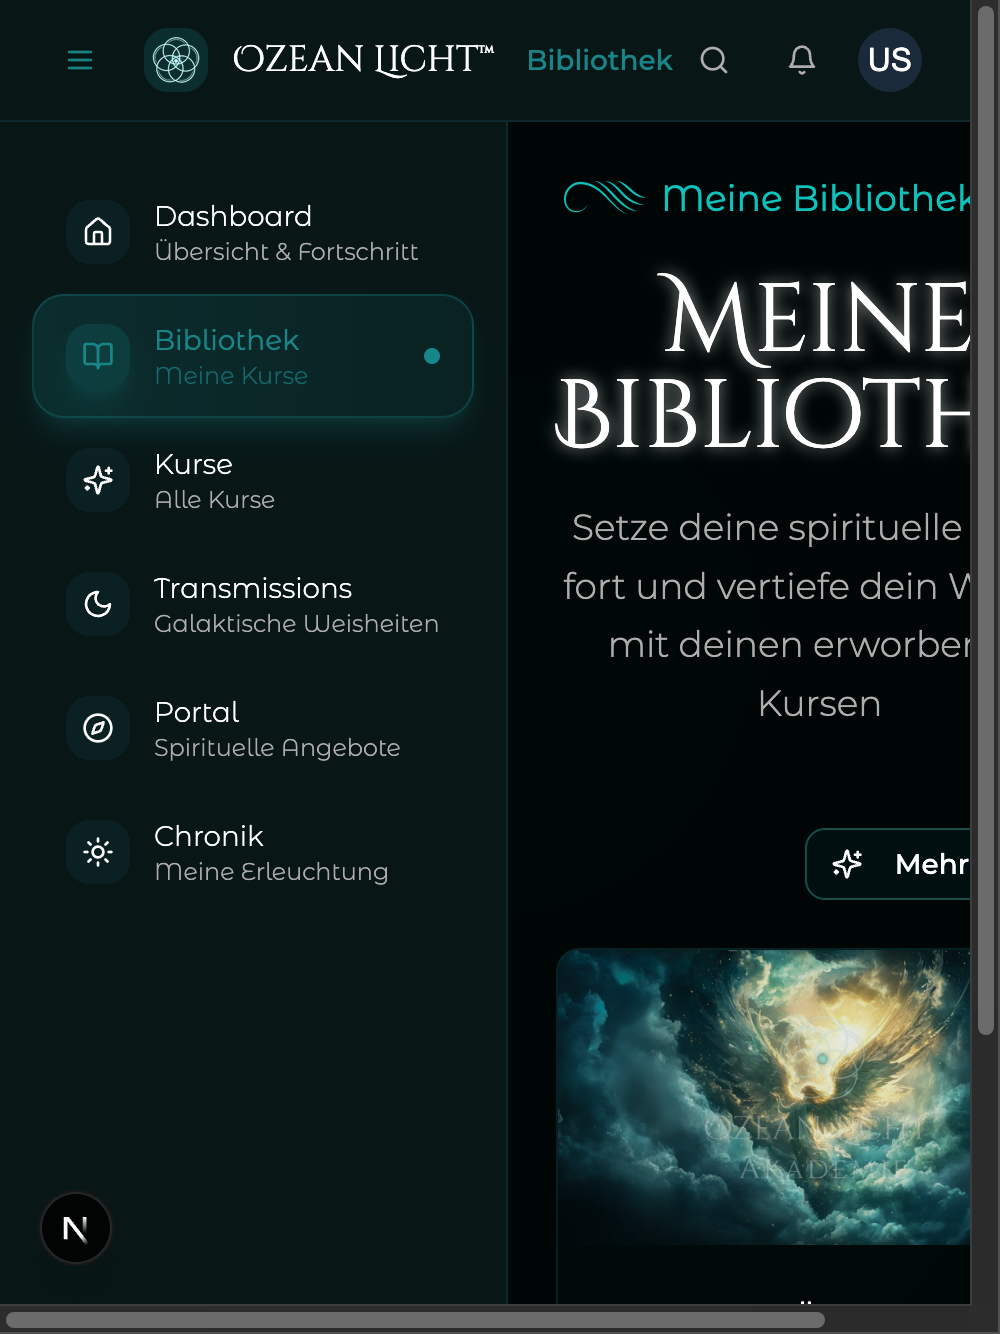 OZEAN LICHT™ Bibliothek US
Dashboard
Übersicht & Fortschritt
Bibliothek
Meine Kurse
Kurse
Alle Kurse
Transmissions
Galaktische Weisheiten
Portal
Spirituelle Angebote
Chronik
Meine Erleuchtung
N
Meine Bibliothek
MEINE
BIBLIOTH
Setze deine spirituelle
fort und vertiefe dein W
mit deinen erworben
Kursen
Mehr
OZEAN LICHT
AKADEMIE